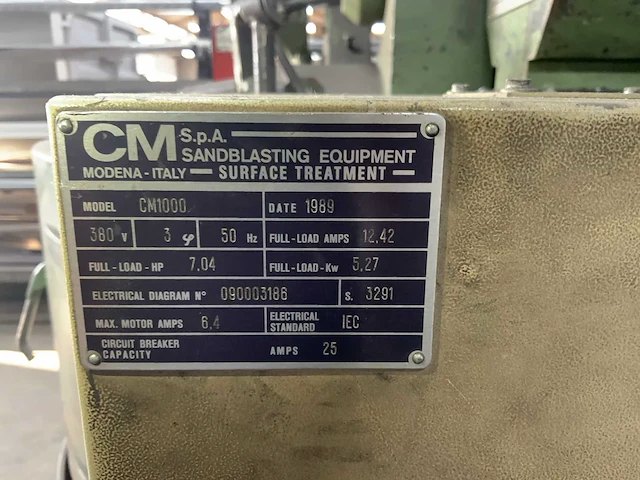 CM S.p.A.
SANDBLASTING EQUIPMENT
MODENA - ITALY — SURFACE TREATMENT —
MODEL CM1000 DATE 1989
380 V 3 φ 50 Hz FULL-LOAD AMPS 12,42
FULL-LOAD-HP 7,04 FULL-LOAD-Kw 5,27
ELECTRICAL DIAGRAM N° 090003186 S. 3291
MAX. MOTOR AMPS 6,4 ELECTRICAL STANDARD IEC
CIRCUIT BREAKER CAPACITY AMPS 25